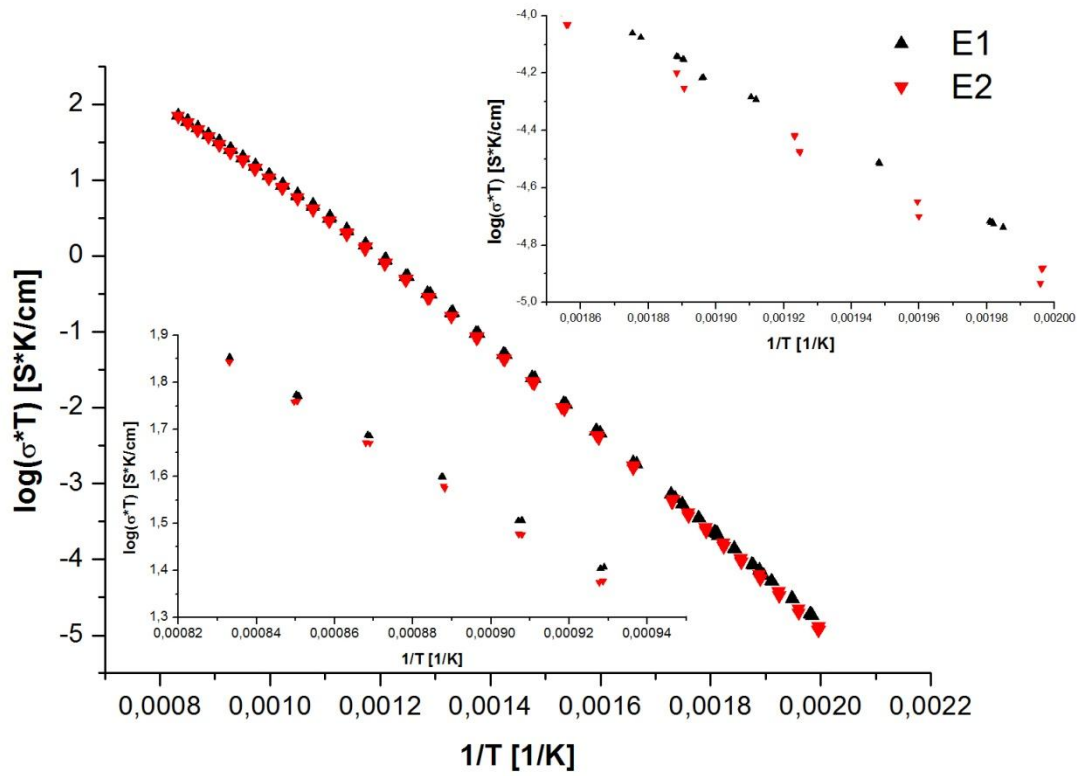 E1
E2
-4,0
-4,2
-4,4
-4,6
-4,8
-5,0
log(σ*T) [S*K/cm]
0,00186 0,00188 0,00190 0,00192 0,00194 0,00196 0,00198 0,00200
1/T [1/K]
2
1
0
-1
-2
-3
-4
-5
log(σ*T) [S*K/cm]
1,9
1,8
1,7
1,6
1,5
1,4
1,3
log(σ*T) [S*K/cm]
0,00082 0,00084 0,00086 0,00088 0,00090 0,00092 0,00094
1/T [1/K]
0,0008 0,0010 0,0012 0,0014 0,0016 0,0018 0,0020 0,0022
1/T [1/K]